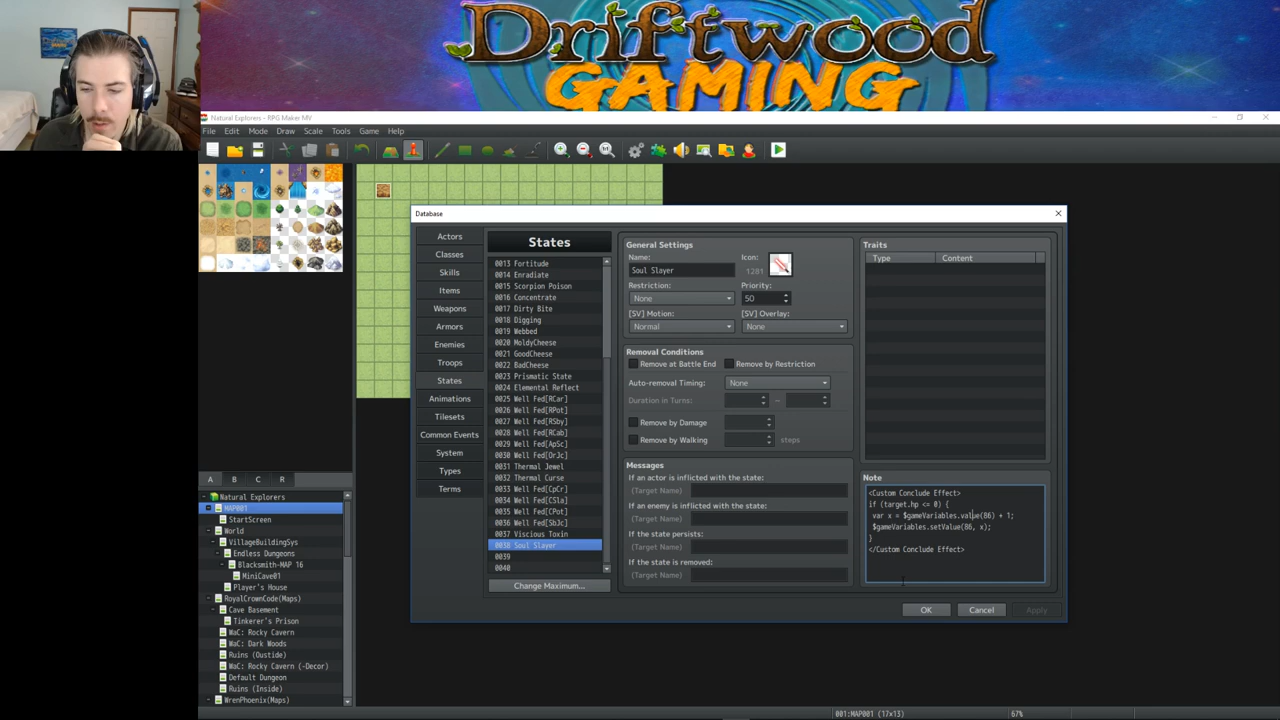 Driftwood
GAMING
Natural Explorers - RPG Maker MV
File Edit Mode Draw Scale Tools Game Help
Database
Actors
Classes
Skills
Items
Weapons
Armors
Enemies
Troops
States
Animations
Tilesets
Common Events
System
Types
Terms
States
0013 Fortitude
0014 Enradiate
0015 Scorpion Poison
0016 Concentrate
0017 Dirty Bite
0018 Digging
0019 Webbed
0020 MoldyCheese
0021 GoodCheese
0022 BadCheese
0023 Prismatic State
0024 Elemental Reflect
0025 Well Fed[RCar]
0026 Well Fed[RPot]
0027 Well Fed[RSby]
0028 Well Fed[RCab]
0029 Well Fed[ApSc]
0030 Well Fed[OrJc]
0031 Thermal Jewel
0032 Thermal Curse
0033 Well Fed[CpCr]
0034 Well Fed[CSla]
0035 Well Fed[CPot]
0036 Well Fed[SbJc]
0037 Viscious Toxin
0038 Soul Slayer
0039
0040
Change Maximum...
General Settings
Name: Icon:
Soul Slayer 1281
Restriction: Priority:
None 50
[SV] Motion: [SV] Overlay:
Normal None
Removal Conditions
Remove at Battle End Remove by Restriction
Auto-removal Timing: None
Duration in Turns: ~
Remove by Damage
Remove by Walking steps
Messages
If an actor is inflicted with the state:
(Target Name)
If an enemy is inflicted with the state:
(Target Name)
If the state persists:
(Target Name)
If the state is removed:
(Target Name)
Traits
Type Content
Note
<Custom Conclude Effect>
if (target.hp <= 0) {
var x = $gameVariables.value(86) + 1;
$gameVariables.setValue(86, x);
}
</Custom Conclude Effect>
OK Cancel Apply
A B C R
Natural Explorers
MAP001
StartScreen
World
VillageBuildingSys
Endless Dungeons
Blacksmith-MAP 16
MiniCave01
Player's House
RoyalCrownCode(Maps)
Cave Basement
Tinkerer's Prison
WaC: Rocky Cavern
WaC: Dark Woods
Ruins (Oustide)
WaC: Rocky Cavern (-Decor)
Default Dungeon
Ruins (Inside)
WrenPhoenix(Maps)
001:MAP001 (17×13) 67%